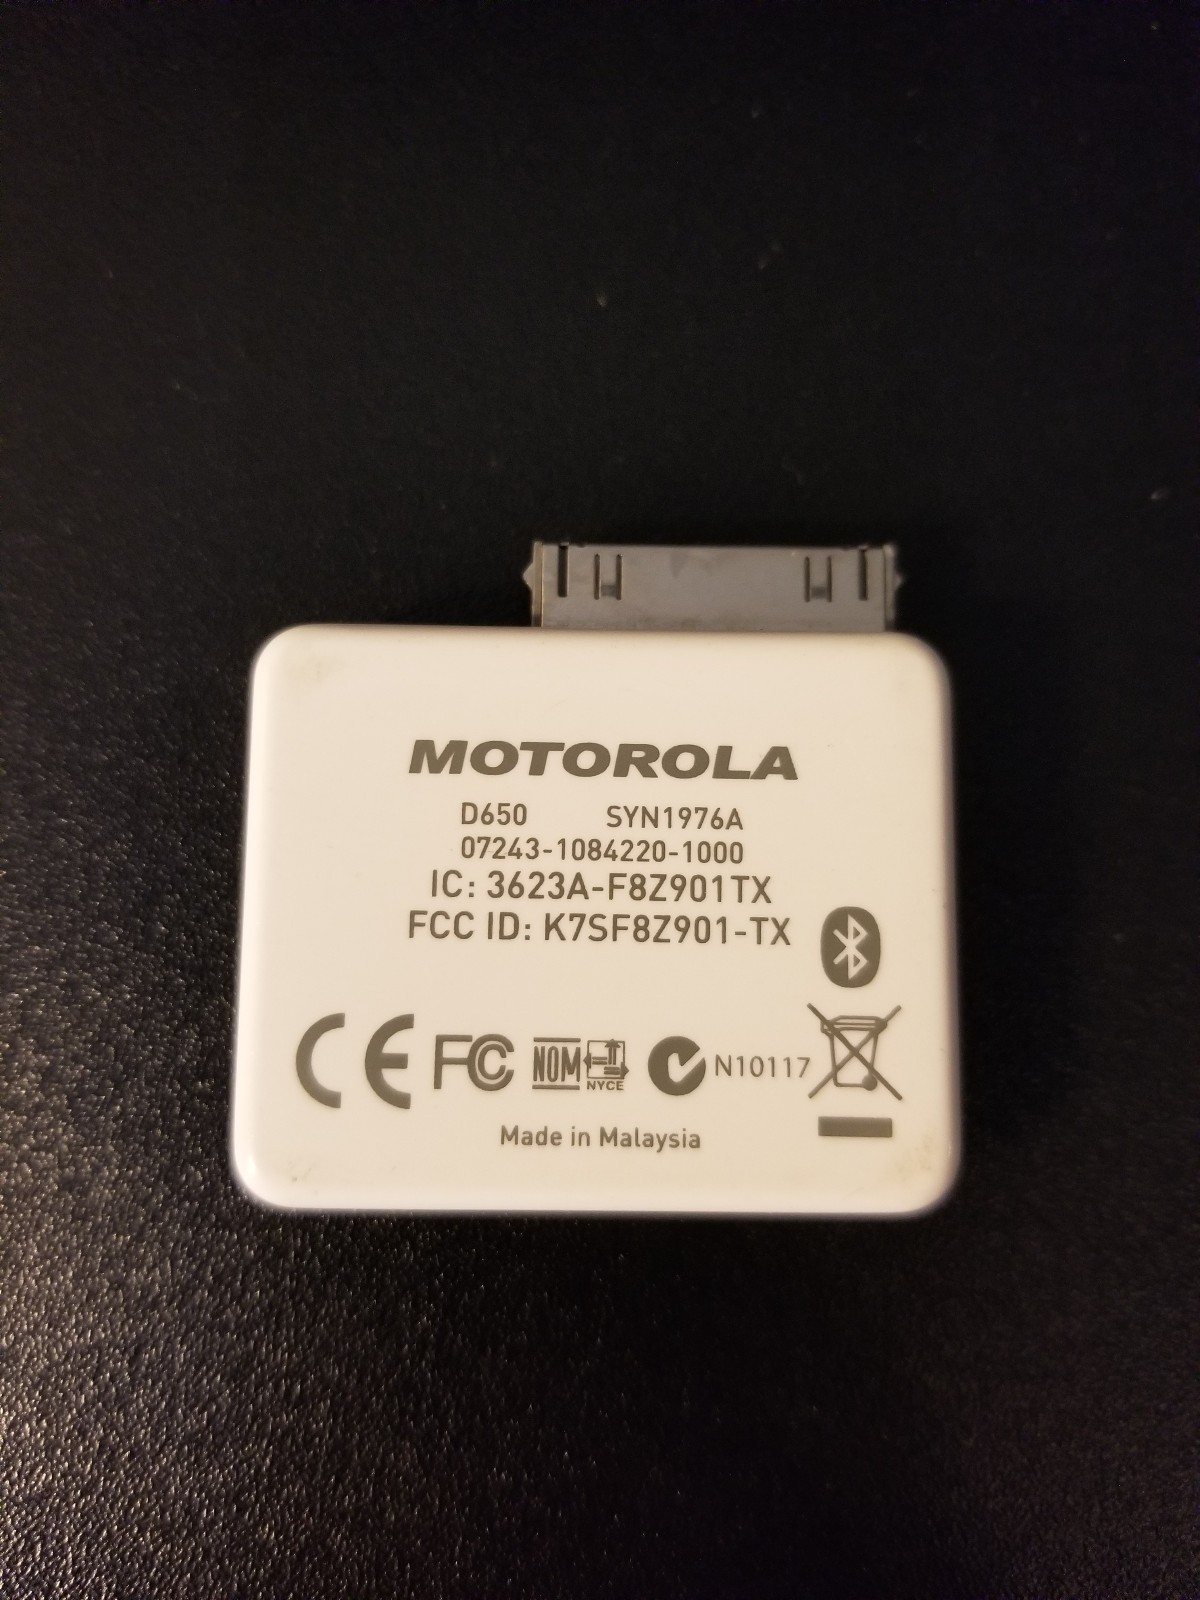 MOTOROLA
D650 SYN1976A
07243-1084220-1000
IC: 3623A-F8Z901TX
FCC ID: K7SF8Z901-TX
CE FC NOM NYCE N10117
Made in Malaysia